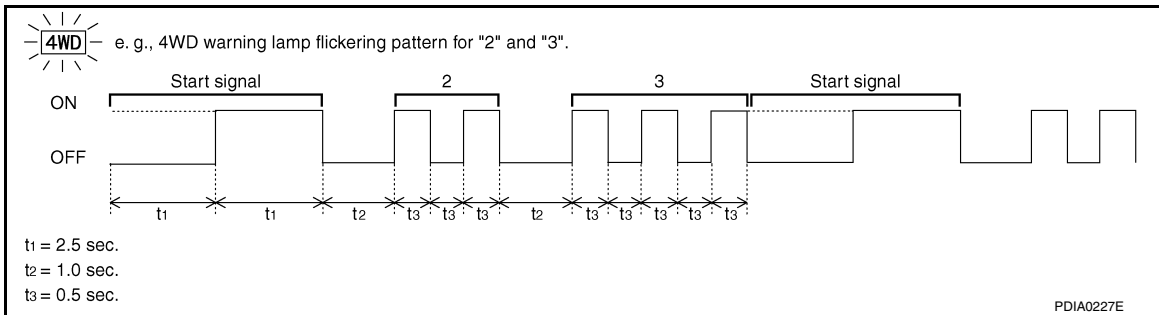 4WD e. g., 4WD warning lamp flickering pattern for "2" and "3".
Start signal 2 3 Start signal
ON
OFF
t1 t1 t2 t3 t3 t3 t2 t3 t3 t3 t3 t3
t1 = 2.5 sec.
t2 = 1.0 sec.
t3 = 0.5 sec.
PDIA0227E